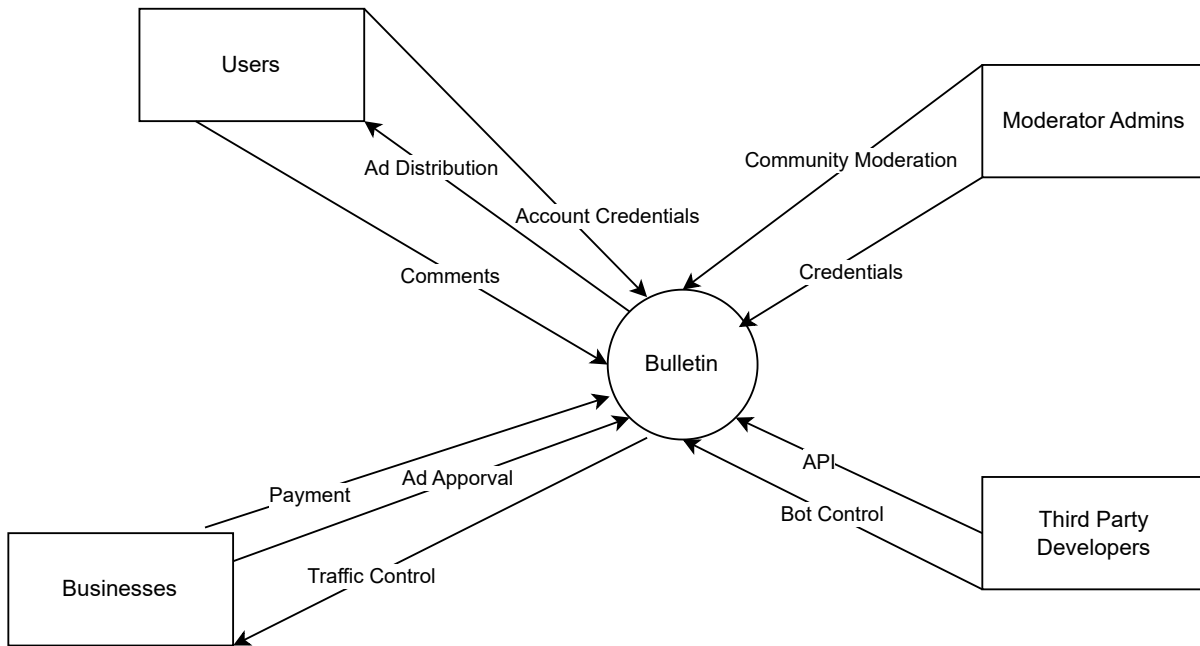 Users
Moderator Admins
Community Moderation
Ad Distribution
Account Credentials
Credentials
Comments
Bulletin
API
Ad Apporval
Payment
Bot Control
Third Party
Developers
Traffic Control
Businesses